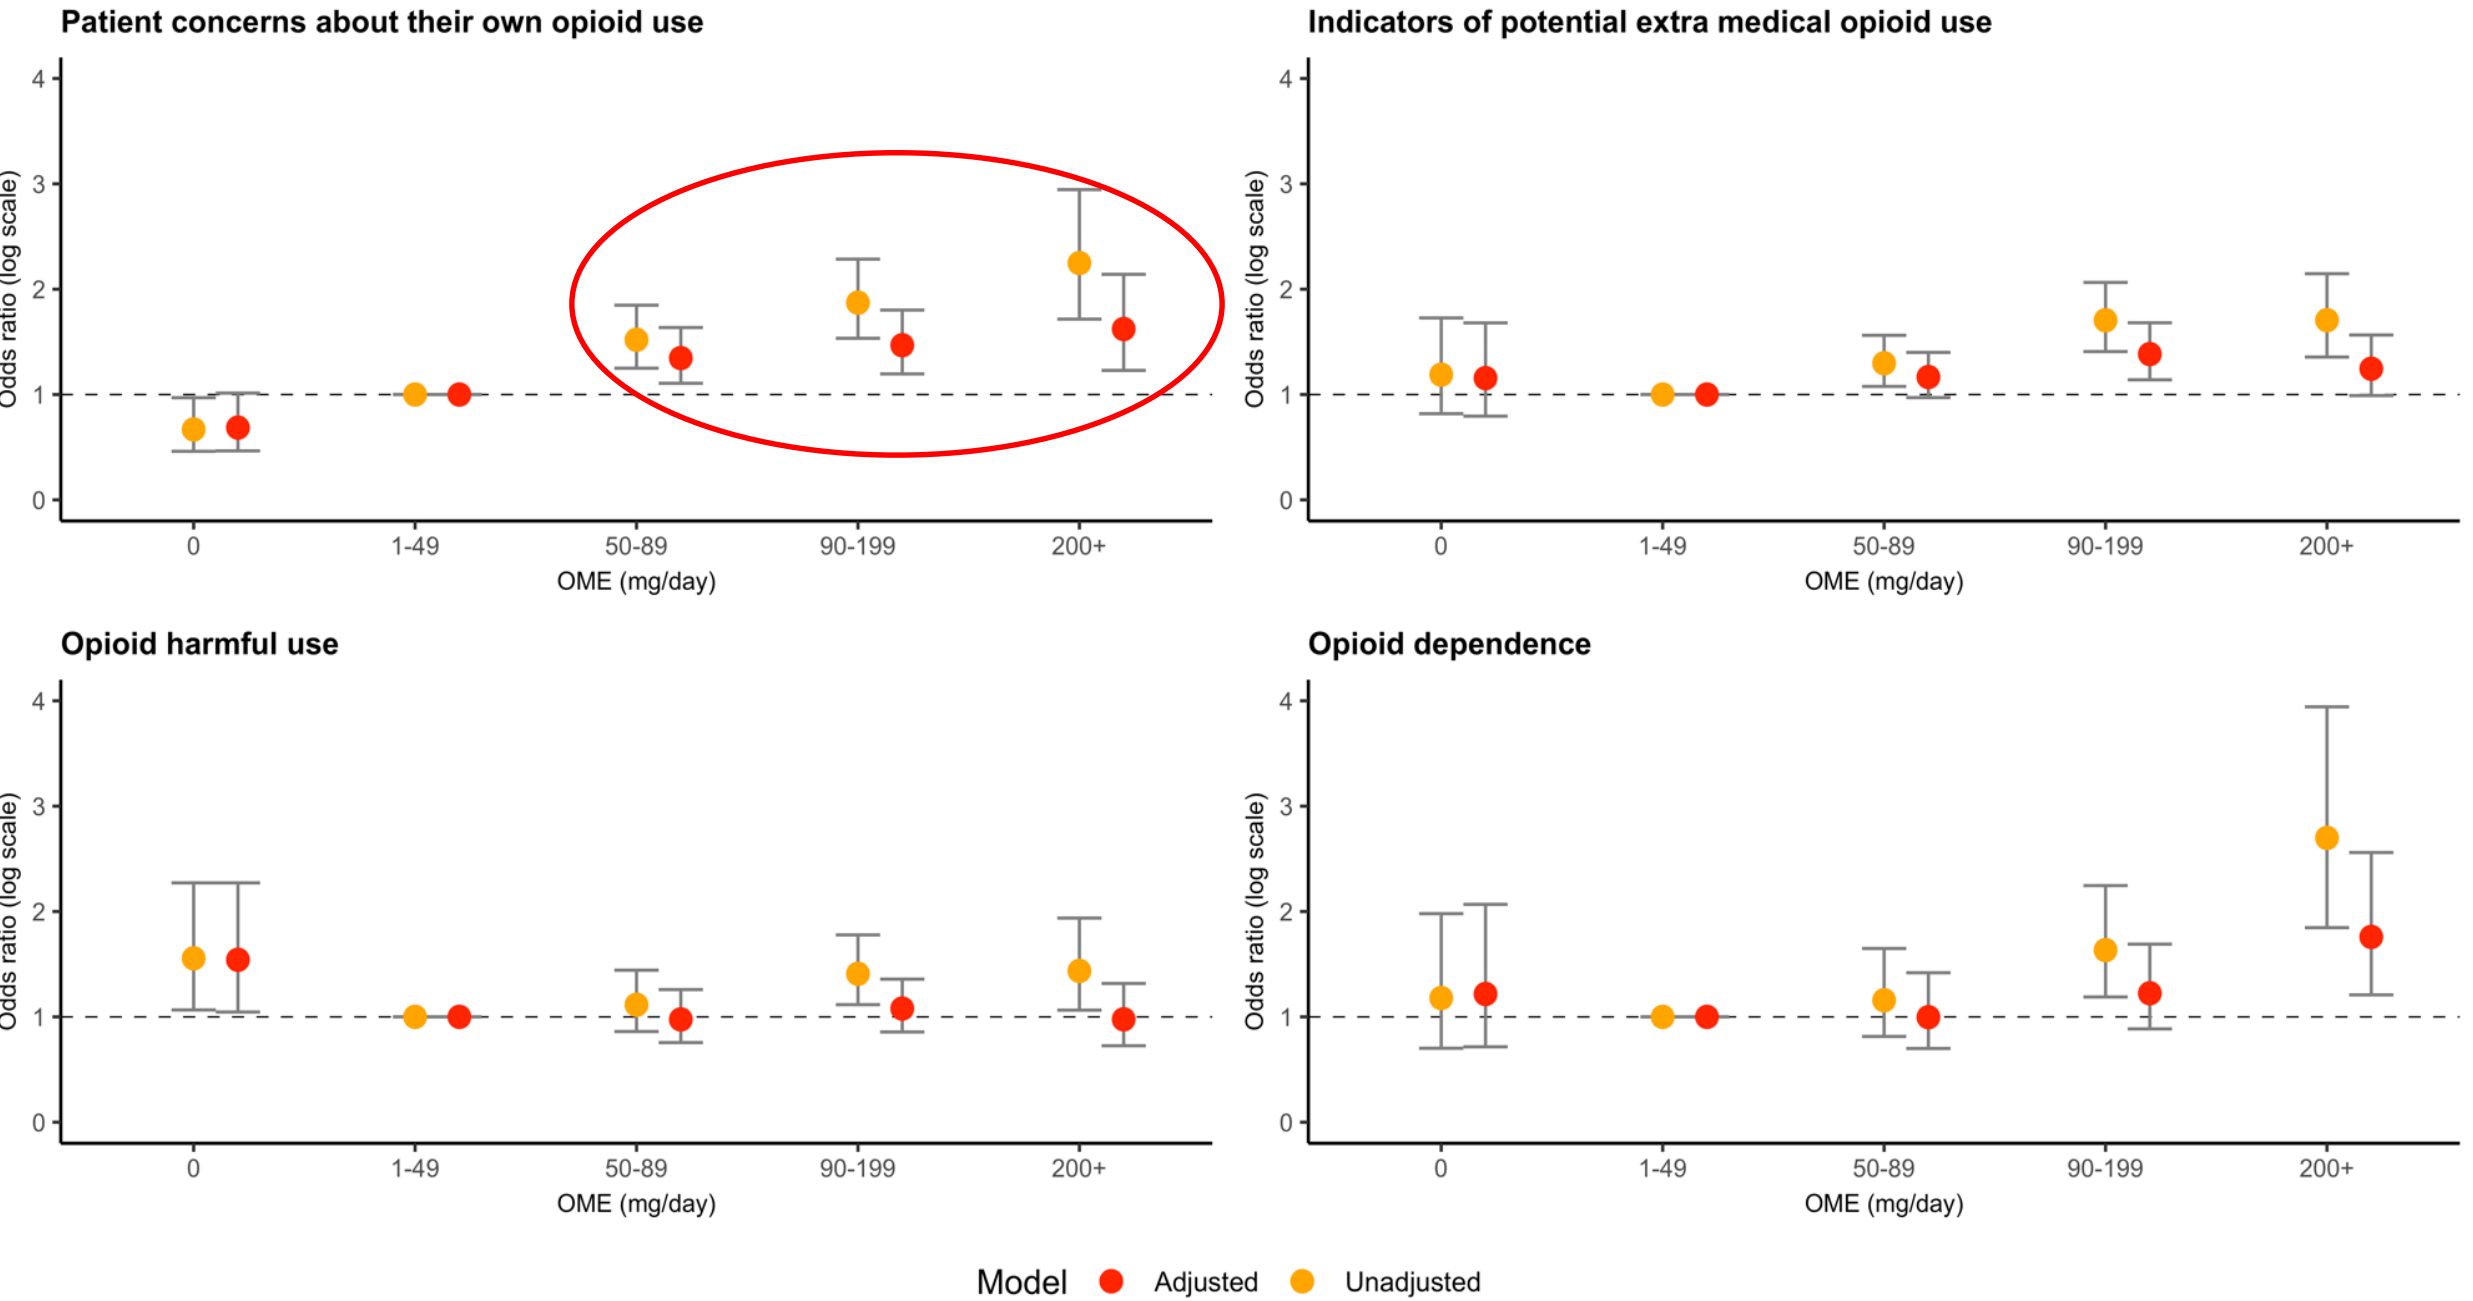 Patient concerns about their own opioid use
Odds ratio (log scale)
4
3
2
1
0
0 1-49 50-89 90-199 200+
OME (mg/day)
Indicators of potential extra medical opioid use
Odds ratio (log scale)
4
3
2
1
0
0 1-49 50-89 90-199 200+
OME (mg/day)
Opioid harmful use
Odds ratio (log scale)
4
3
2
1
0
0 1-49 50-89 90-199 200+
OME (mg/day)
Opioid dependence
Odds ratio (log scale)
4
3
2
1
0
0 1-49 50-89 90-199 200+
OME (mg/day)
Model Adjusted Unadjusted